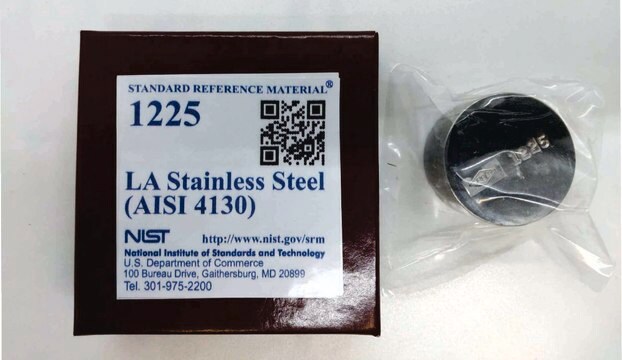 STANDARD REFERENCE MATERIAL®
1225
LA Stainless Steel
(AISI 4130)
NIST http://www.nist.gov/srm
National Institute of Standards and Technology
U.S. Department of Commerce
100 Bureau Drive, Gaithersburg, MD 20899
Tel. 301-975-2200
1225